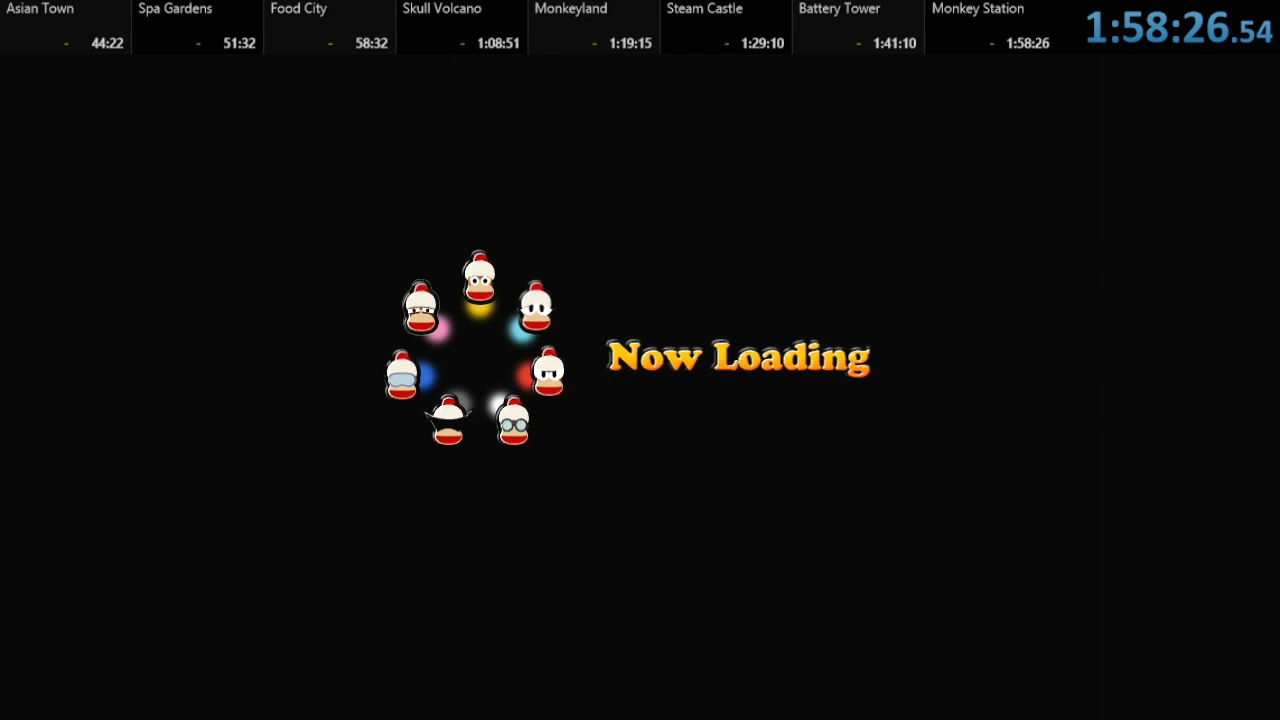 Asian Town
- 44:22
Spa Gardens
- 51:32
Food City
- 58:32
Skull Volcano
- 1:08:51
Monkeyland
- 1:19:15
Steam Castle
- 1:29:10
Battery Tower
- 1:41:10
Monkey Station
- 1:58:26
1:58:26.54
Now Loading